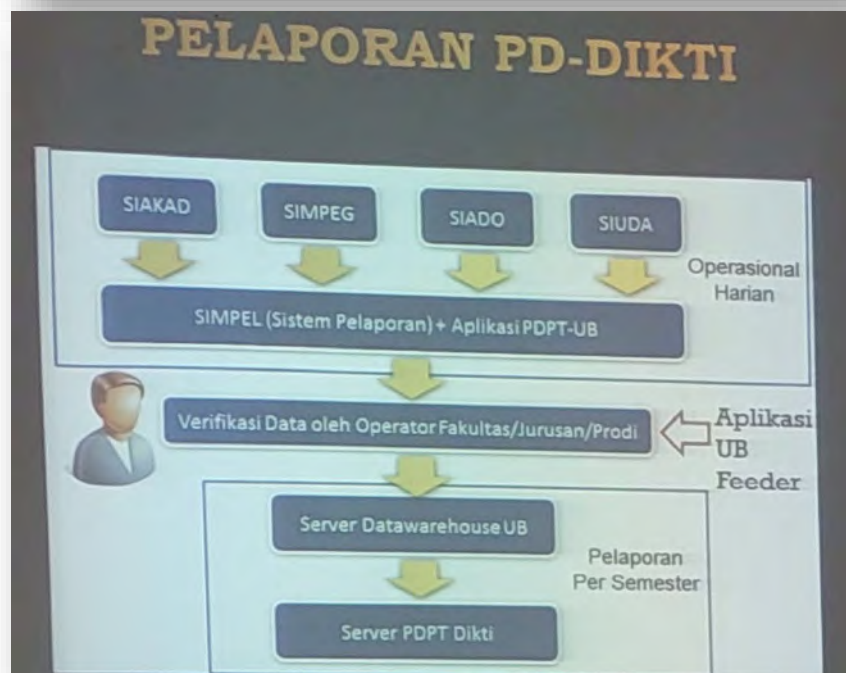 PELAPORAN PD-DIKTI
SIAKAD
SIMPEG
SIADO
SIUDA
Operasional
Harian
SIMPEL (Sistem Pelaporan) + Aplikasi PDPT-UB
Verifikasi Data oleh Operator Fakultas/Jurusan/Prodi
Aplikasi
UB
Feeder
Server Datawarehouse UB
Pelaporan
Per Semester
Server PDPT Dikti